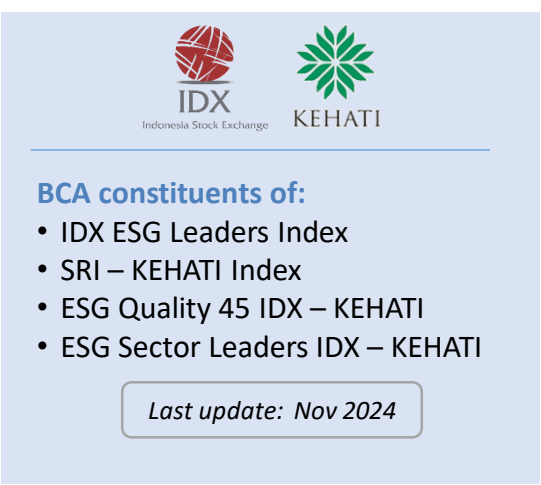 IDX
Indonesia Stock Exchange
KEHATI
BCA constituents of:
• IDX ESG Leaders Index
• SRI – KEHATI Index
• ESG Quality 45 IDX – KEHATI
• ESG Sector Leaders IDX – KEHATI
Last update: Nov 2024